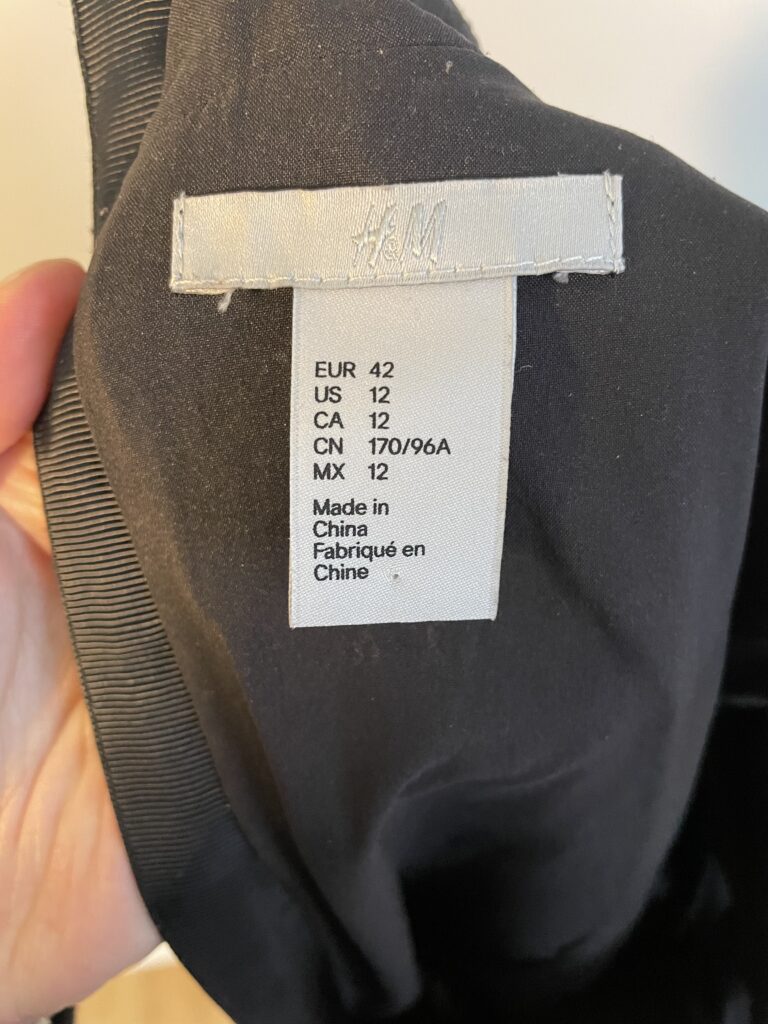 H&M
EUR 42
US 12
CA 12
CN 170/96A
MX 12
Made in
China
Fabriqué en
Chine